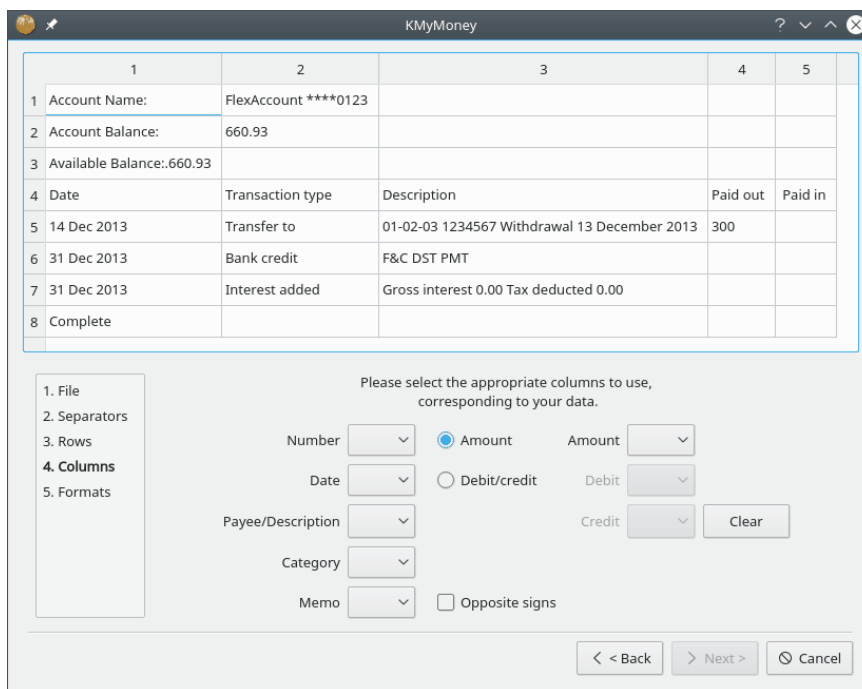 KMyMoney
1 2 3 4 5
1 Account Name: FlexAccount ****0123
2 Account Balance: 660.93
3 Available Balance:.660.93
4 Date Transaction type Description Paid out Paid in
5 14 Dec 2013 Transfer to 01-02-03 1234567 Withdrawal 13 December 2013 300
6 31 Dec 2013 Bank credit F&C DST PMT
7 31 Dec 2013 Interest added Gross interest 0.00 Tax deducted 0.00
8 Complete
1. File
2. Separators
3. Rows
4. Columns
5. Formats
Please select the appropriate columns to use,
corresponding to your data.
Number Amount Amount
Date Debit/credit Debit
Payee/Description Credit Clear
Category
Memo Opposite signs
< Back Next > Cancel